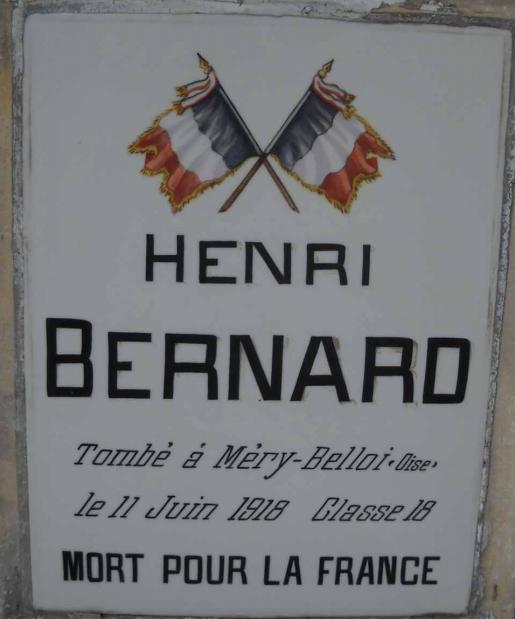 HENRI
BERNARD
Tombé á Méry-Belloi (Oise)
le 11 Juin 1918 Classe 18
MORT POUR LA FRANCE